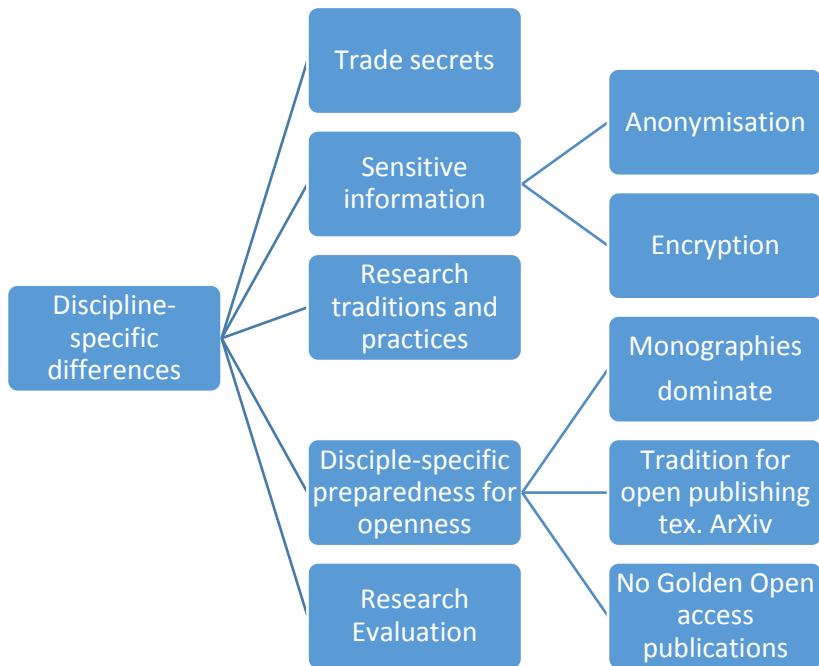 Trade secrets
Anonymisation
Sensitive
information
Encryption
Discipline-
specific
differences
Research
traditions and
practices
Monographies
dominate
Disciple-specific
preparedness for
openness
Tradition for
open publishing
tex. ArXiv
Research
Evaluation
No Golden Open
access
publications